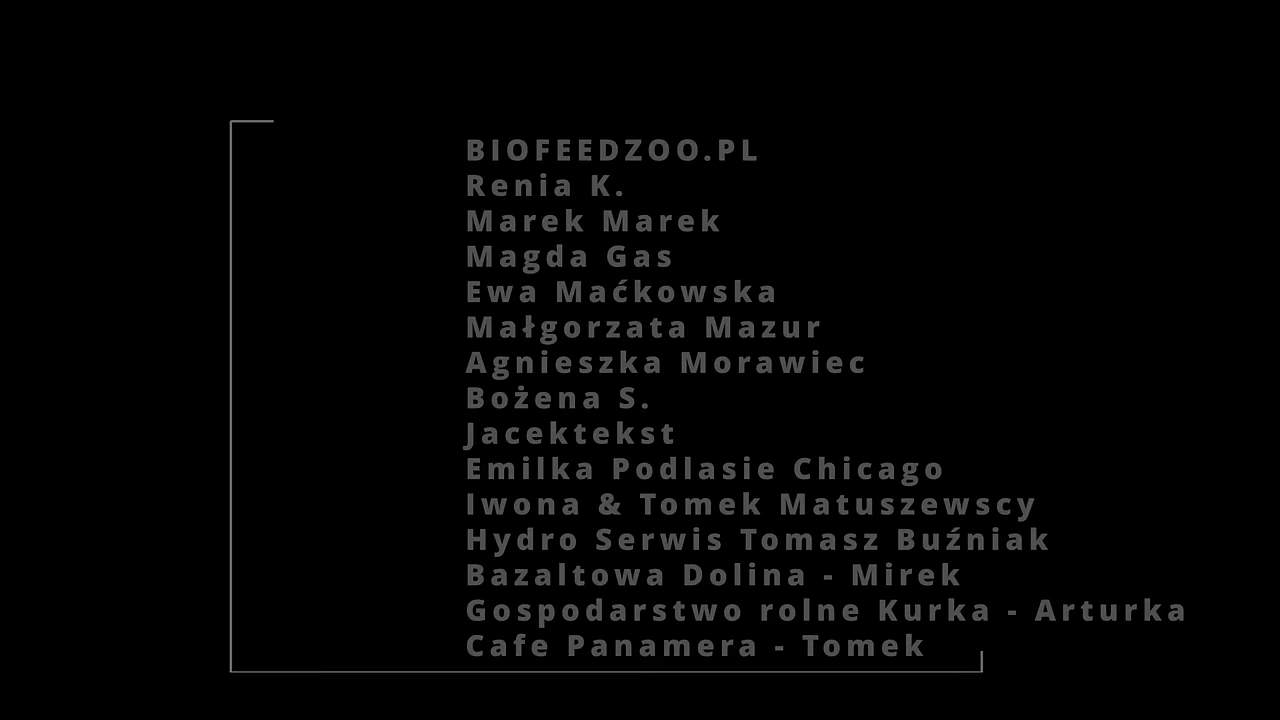 BIOFEEDZOO.PL
Renia K.
Marek Marek
Magda Gas
Ewa Maćkowska
Małgorzata Mazur
Agnieszka Morawiec
Bożena S.
Jacektekst
Emilka Podlasie Chicago
Iwona & Tomek Matuszewscy
Hydro Serwis Tomasz Buźniak
Bazaltowa Dolina - Mirek
Gospodarstwo rolne Kurka - Arturka
Cafe Panamera - Tomek